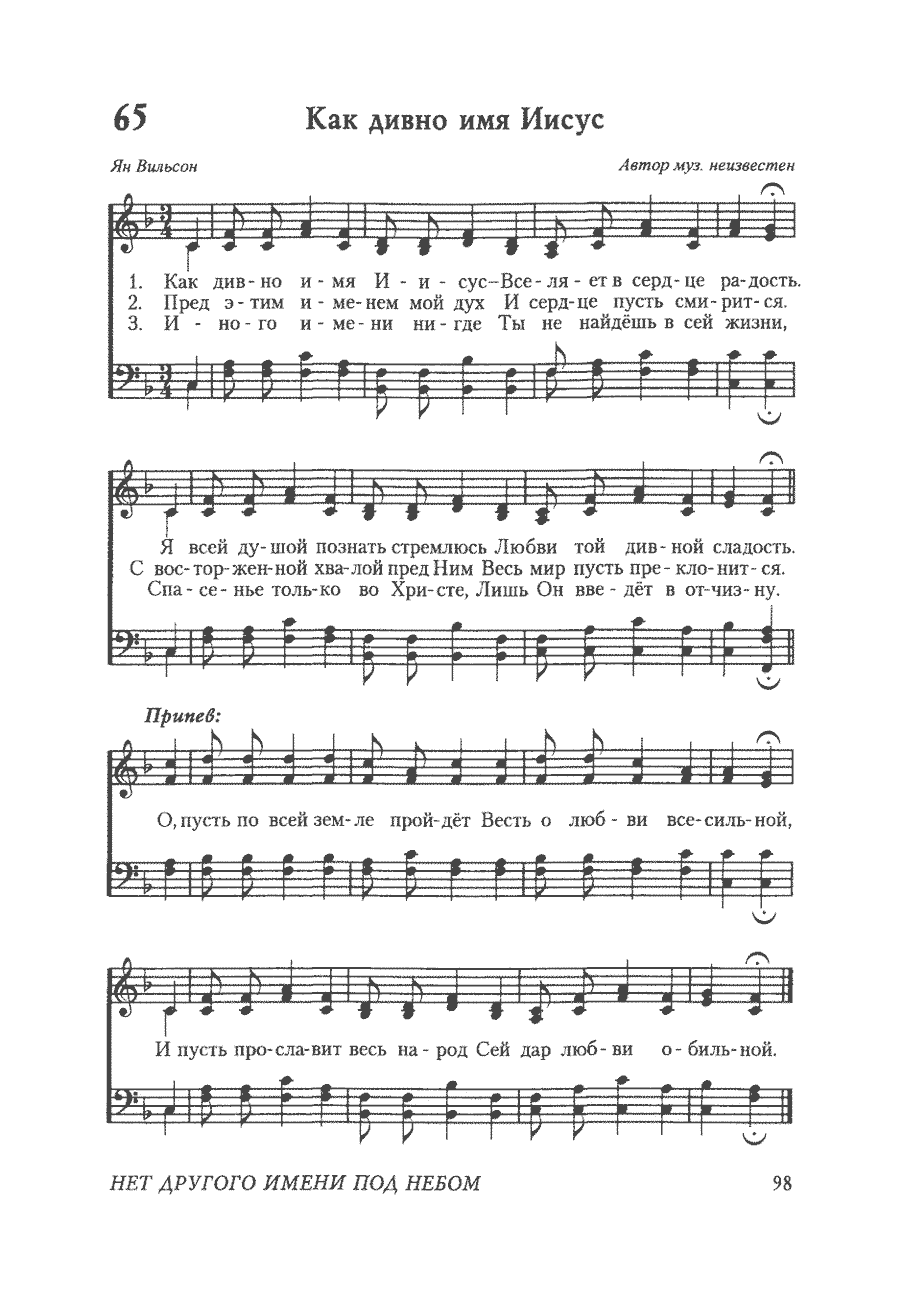 65 Как дивно имя Иисус
Ян Вильсон Автор муз. неизвестен
1. Как див-но и-мя И-и-сус–Все-ля-ет в серд-це ра-дость.
2. Пред э-тим и-ме-нем мой дух И серд-це пусть сми-рит-ся.
3. И-но-го и-ме-ни ни-где Ты не найдёшь в сей жизни,
Я всей ду-шой познать стремлюсь Любви той див-ной сладость.
С вос-тор-жен-ной хва-лой пред Ним Весь мир пусть пре-кло-нит-ся.
Спа-се-нье толь-ко во Хри-сте, Лишь Он вве-дёт в от-чиз-ну.
Припев:
О, пусть по всей зем-ле прой-дёт Весть о люб-ви все-силь-ной,
И пусть про-сла-вит весь на-род Сей дар люб-ви о-биль-ной.
НЕТ ДРУГОГО ИМЕНИ ПОД НЕБОМ 98